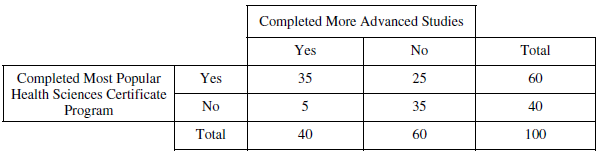 Completed More Advanced Studies
Yes No Total
Completed Most Popular
Health Sciences Certificate
Program
Yes 35 25 60
No 5 35 40
Total 40 60 100